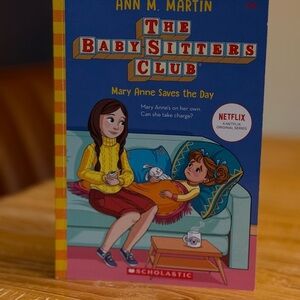 ANN M. MARTIN
THE
BABY-SITTERS
CLUB
Mary Anne Saves the Day
Mary Anne's on her own.
Can she take charge?
NETFLIX
A NETFLIX
ORIGINAL SERIES
SCHOLASTIC